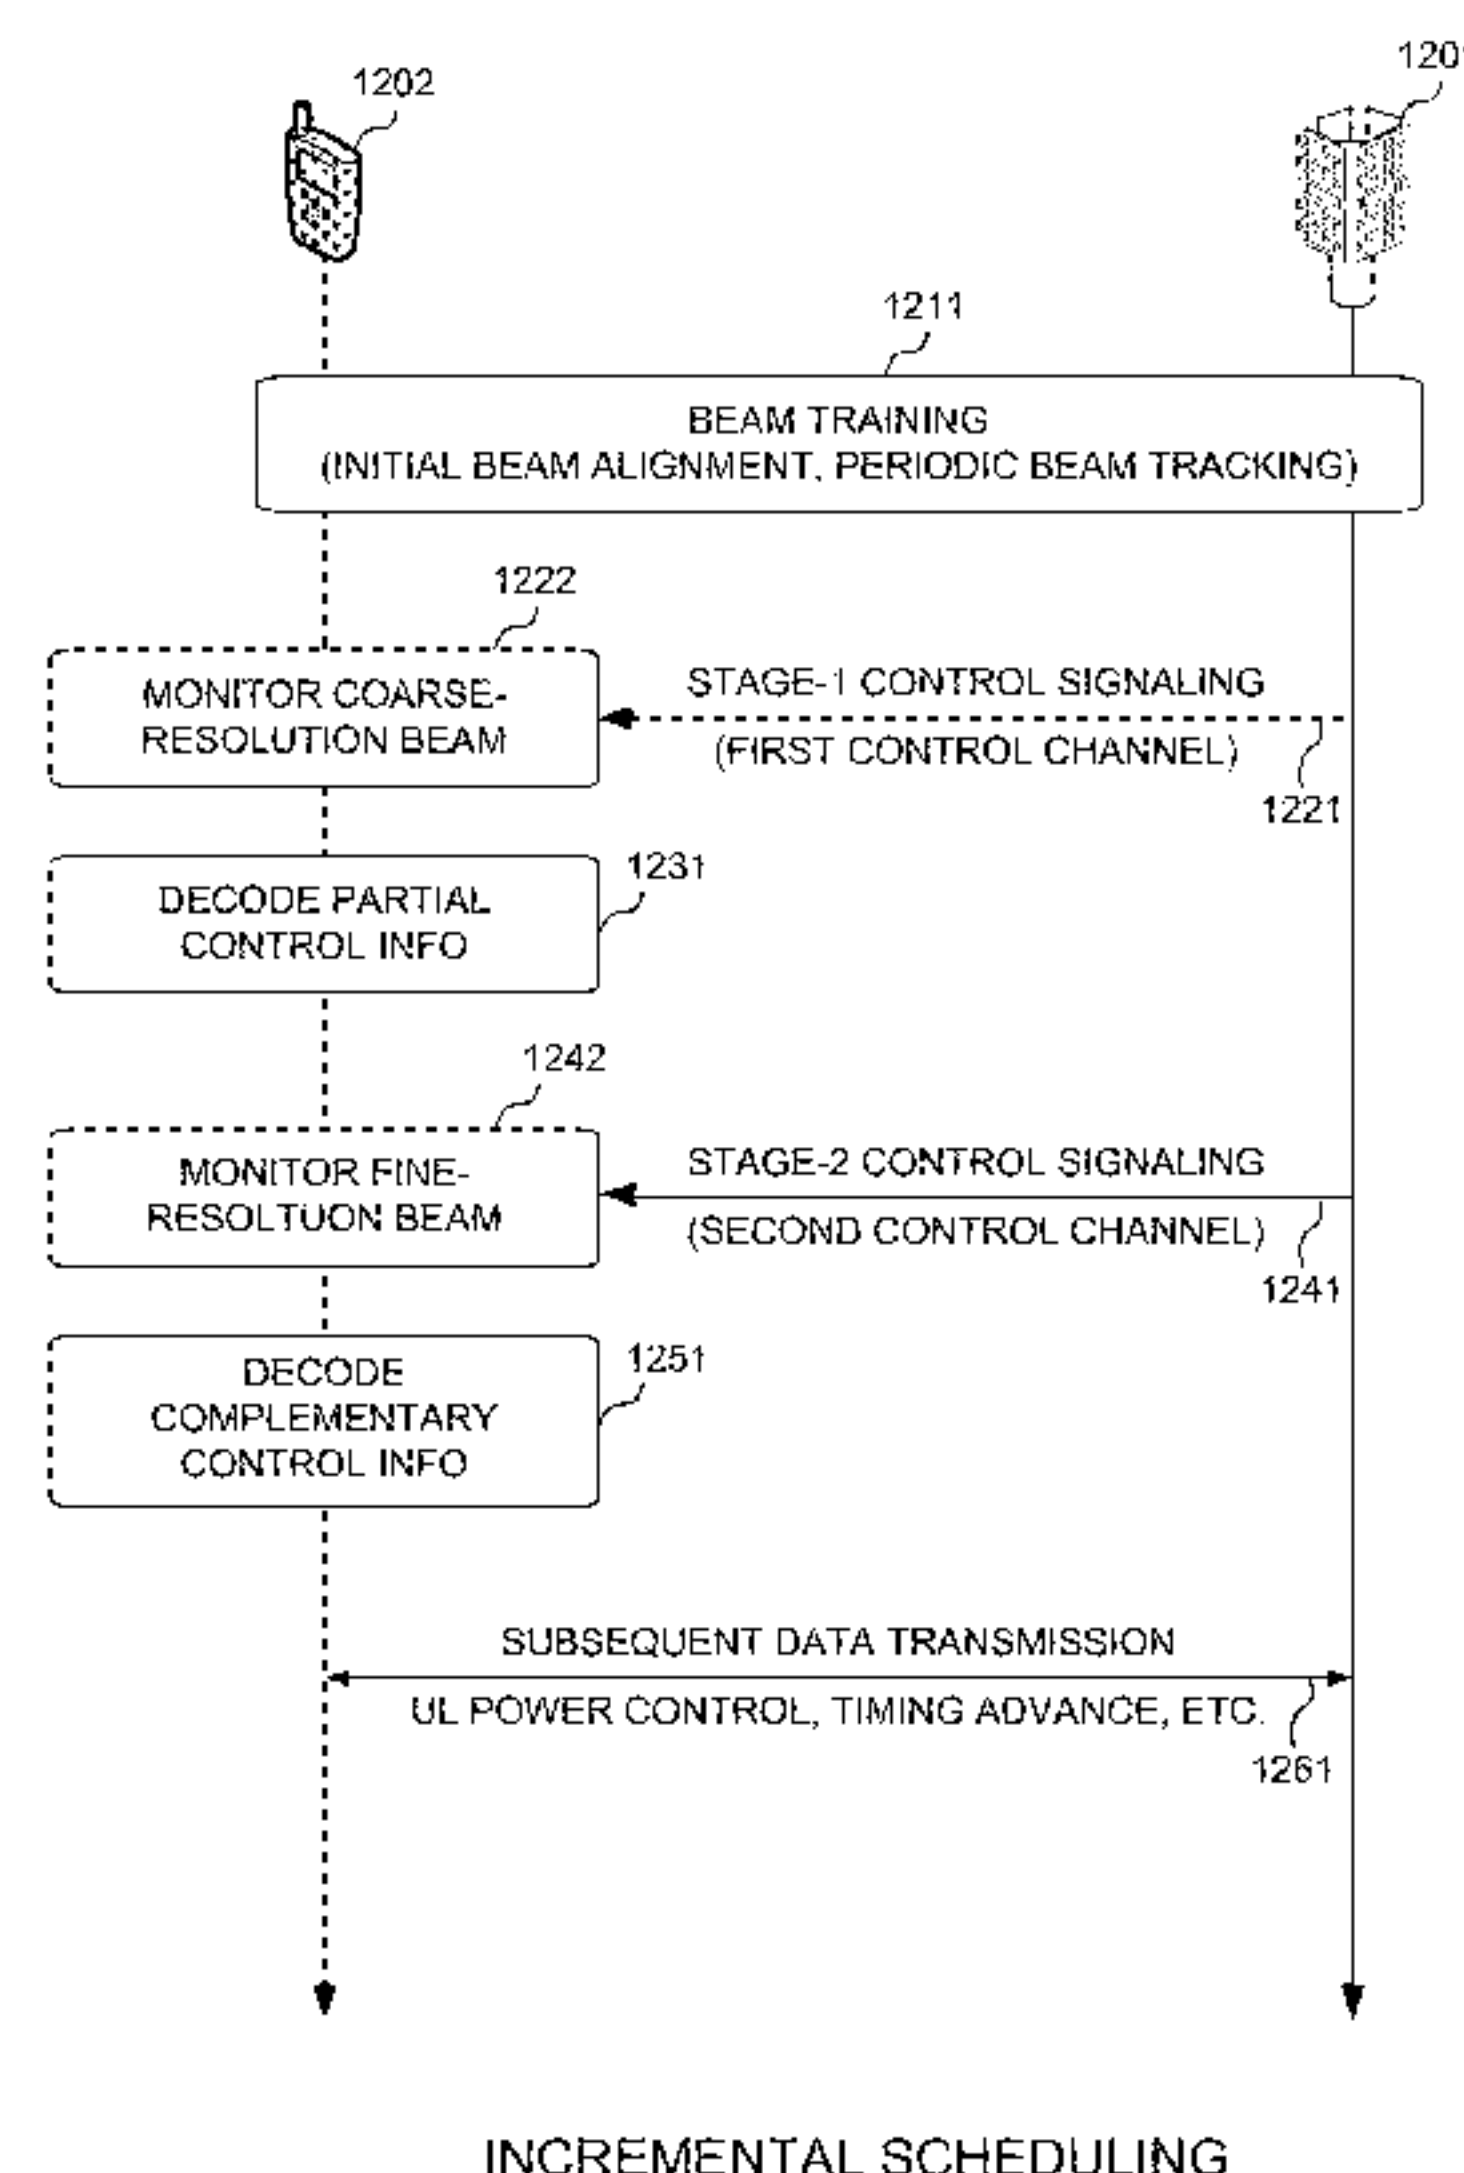 1202
120
1211
BEAM TRAINING
(INITIAL BEAM ALIGNMENT, PERIODIC BEAM TRACKING)
1222
MONITOR COARSE-
RESOLUTION BEAM
STAGE-1 CONTROL SIGNALING
(FIRST CONTROL CHANNEL)
1221
DECODE PARTIAL
CONTROL INFO
1231
1242
MONITOR FINE-
RESOLTUON BEAM
STAGE-2 CONTROL SIGNALING
(SECOND CONTROL CHANNEL)
1241
DECODE
COMPLEMENTARY
CONTROL INFO
1251
SUBSEQUENT DATA TRANSMISSION
UL POWER CONTROL, TIMING ADVANCE, ETC.
1261
INCREMENTAL SCHEDULING